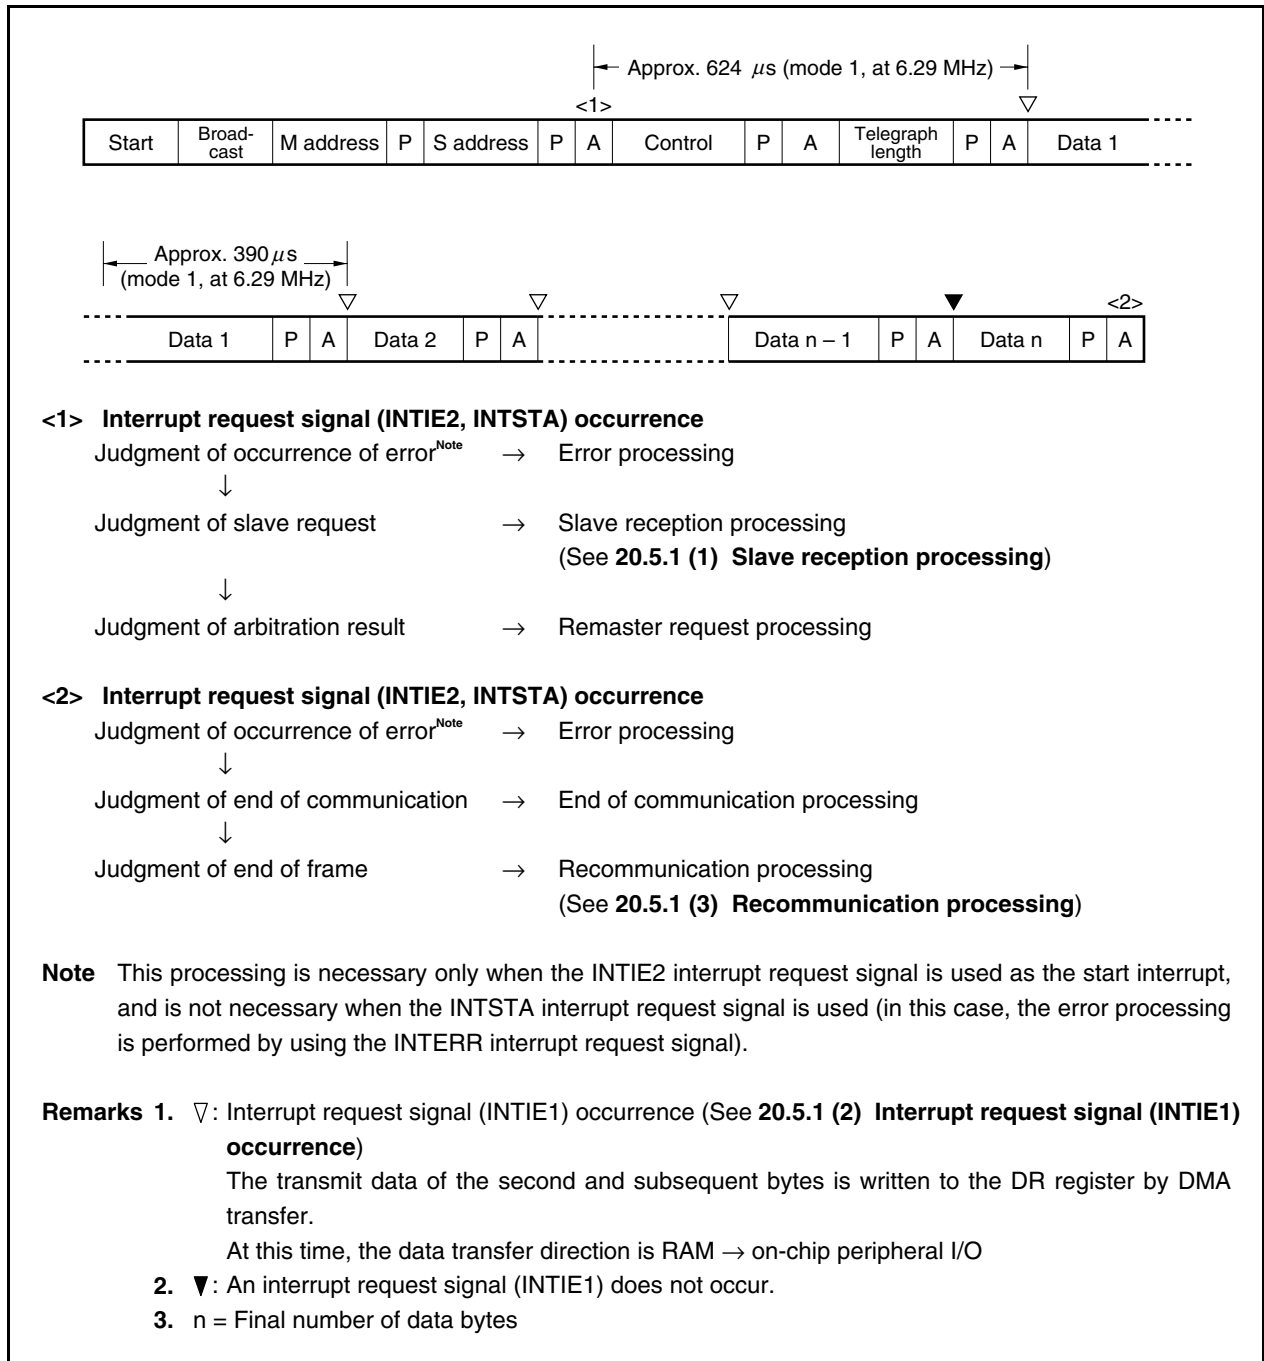 Approx. 624 μs (mode 1, at 6.29 MHz)
<1> ▽
Start Broad-cast M address P S address P A Control P A Telegraph length P A Data 1
Approx. 390 μs
(mode 1, at 6.29 MHz)
▽ ▽ ▽ ▼ <2>
Data 1 P A Data 2 P A Data n – 1 P A Data n P A
<1> Interrupt request signal (INTIE2, INTSTA) occurrence
Judgment of occurrence of errorNote → Error processing
↓
Judgment of slave request → Slave reception processing
(See 20.5.1 (1) Slave reception processing)
↓
Judgment of arbitration result → Remaster request processing
<2> Interrupt request signal (INTIE2, INTSTA) occurrence
Judgment of occurrence of errorNote → Error processing
↓
Judgment of end of communication → End of communication processing
↓
Judgment of end of frame → Recommunication processing
(See 20.5.1 (3) Recommunication processing)
Note This processing is necessary only when the INTIE2 interrupt request signal is used as the start interrupt,
and is not necessary when the INTSTA interrupt request signal is used (in this case, the error processing
is performed by using the INTERR interrupt request signal).
Remarks 1. ▽: Interrupt request signal (INTIE1) occurrence (See 20.5.1 (2) Interrupt request signal (INTIE1)
occurrence)
The transmit data of the second and subsequent bytes is written to the DR register by DMA
transfer.
At this time, the data transfer direction is RAM → on-chip peripheral I/O
2. ▼: An interrupt request signal (INTIE1) does not occur.
3. n = Final number of data bytes